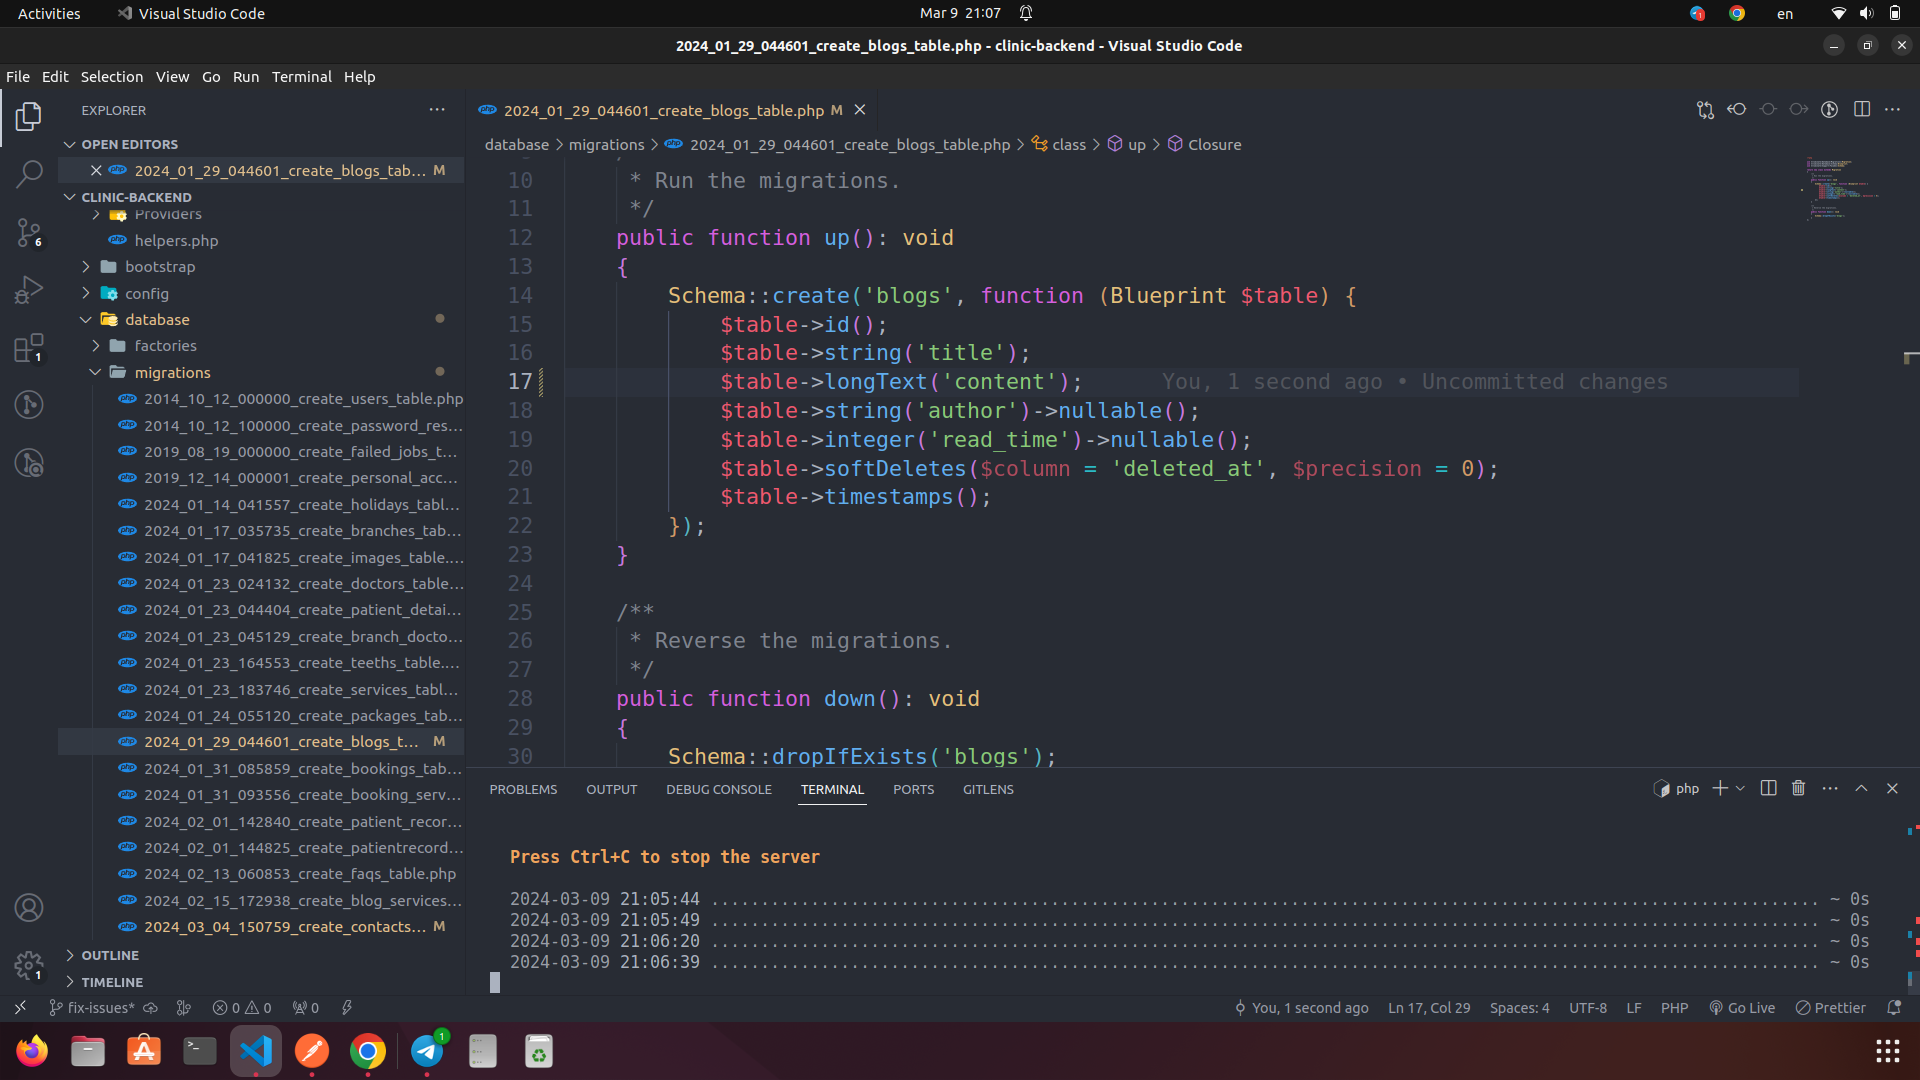 Activities
Visual Studio Code
Mar 9 21:07
en
2024_01_29_044601_create_blogs_table.php - clinic-backend - Visual Studio Code
File Edit Selection View Go Run Terminal Help
EXPLORER
OPEN EDITORS
2024_01_29_044601_create_blogs_tab... M
CLINIC-BACKEND
Providers
helpers.php
bootstrap
config
database
factories
migrations
2014_10_12_000000_create_users_table.php
2014_10_12_100000_create_password_res...
2019_08_19_000000_create_failed_jobs_t...
2019_12_14_000001_create_personal_acc...
2024_01_14_041557_create_holidays_tabl...
2024_01_17_035735_create_branches_tab...
2024_01_17_041825_create_images_table....
2024_01_23_024132_create_doctors_table...
2024_01_23_044404_create_patient_detai...
2024_01_23_045129_create_branch_docto...
2024_01_23_164553_create_teeths_table....
2024_01_23_183746_create_services_tabl...
2024_01_24_055120_create_packages_tab...
2024_01_29_044601_create_blogs_t... M
2024_01_31_085859_create_bookings_tab...
2024_01_31_093556_create_booking_serv...
2024_02_01_142840_create_patient_recor...
2024_02_01_144825_create_patientrecord...
2024_02_13_060853_create_faqs_table.php
2024_02_15_172938_create_blog_services...
2024_03_04_150759_create_contacts... M
OUTLINE
TIMELINE
6
1
1
2024_01_29_044601_create_blogs_table.php M
database > migrations > 2024_01_29_044601_create_blogs_table.php > class > up > Closure
10 * Run the migrations.
11 */
12 public function up(): void
13 {
14 Schema::create('blogs', function (Blueprint $table) {
15 $table->id();
16 $table->string('title');
17 $table->longText('content'); You, 1 second ago • Uncommitted changes
18 $table->string('author')->nullable();
19 $table->integer('read_time')->nullable();
20 $table->softDeletes($column = 'deleted_at', $precision = 0);
21 $table->timestamps();
22 });
23 }
24
25 /**
26 * Reverse the migrations.
27 */
28 public function down(): void
29 {
30 Schema::dropIfExists('blogs');
PROBLEMS OUTPUT DEBUG CONSOLE TERMINAL PORTS GITLENS
php
Press Ctrl+C to stop the server
2024-03-09 21:05:44 ............................................................................................................... ~ 0s
2024-03-09 21:05:49 ............................................................................................................... ~ 0s
2024-03-09 21:06:20 ............................................................................................................... ~ 0s
2024-03-09 21:06:39 ............................................................................................................... ~ 0s
fix-issues* 0 0 0 You, 1 second ago Ln 17, Col 29 Spaces: 4 UTF-8 LF PHP Go Live Prettier
1